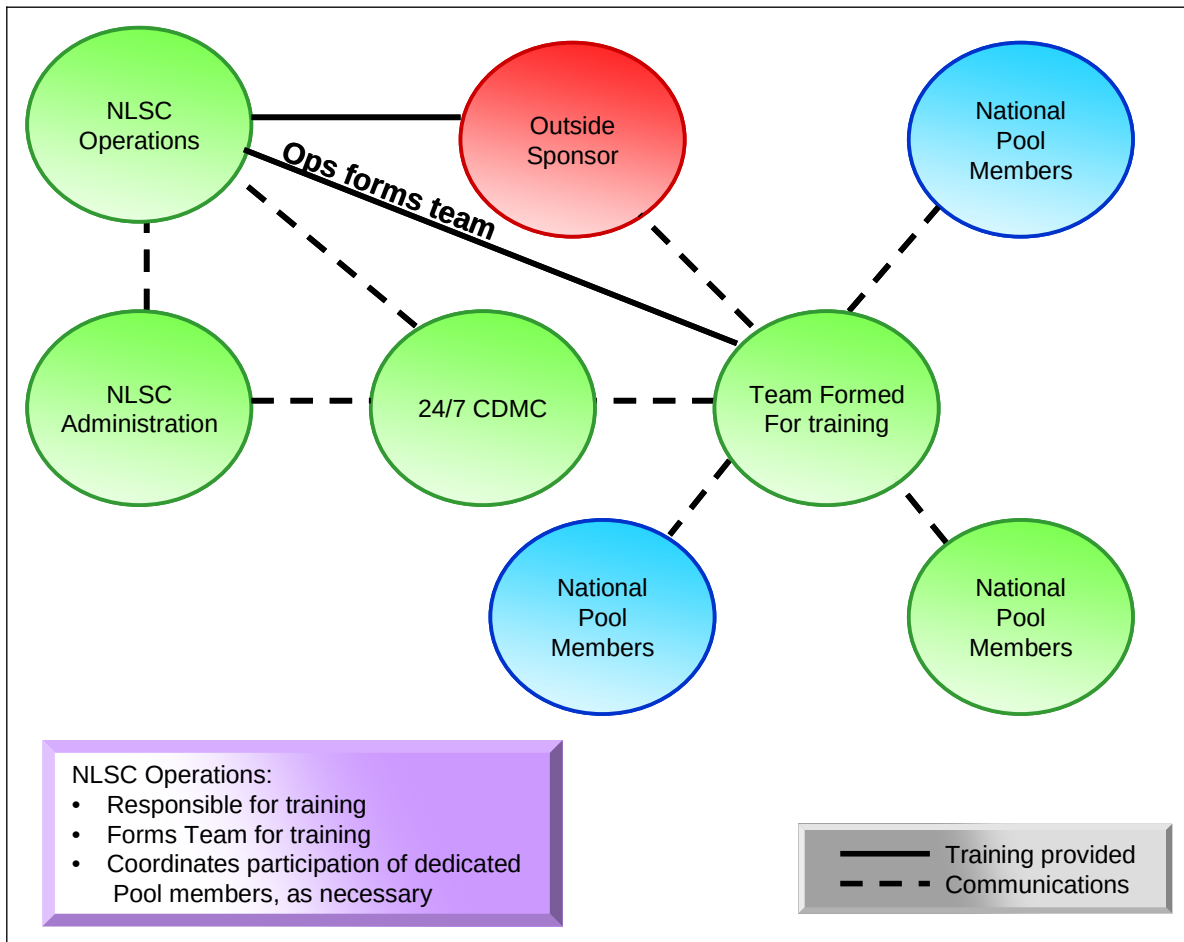 NLSC
Operations
Outside
Sponsor
National
Pool
Members
Ops forms team
NLSC
Administration
24/7 CDMC
Team Formed
For training
National
Pool
Members
National
Pool
Members
NLSC Operations:
• Responsible for training
• Forms Team for training
• Coordinates participation of dedicated
Pool members, as necessary
Training provided
Communications